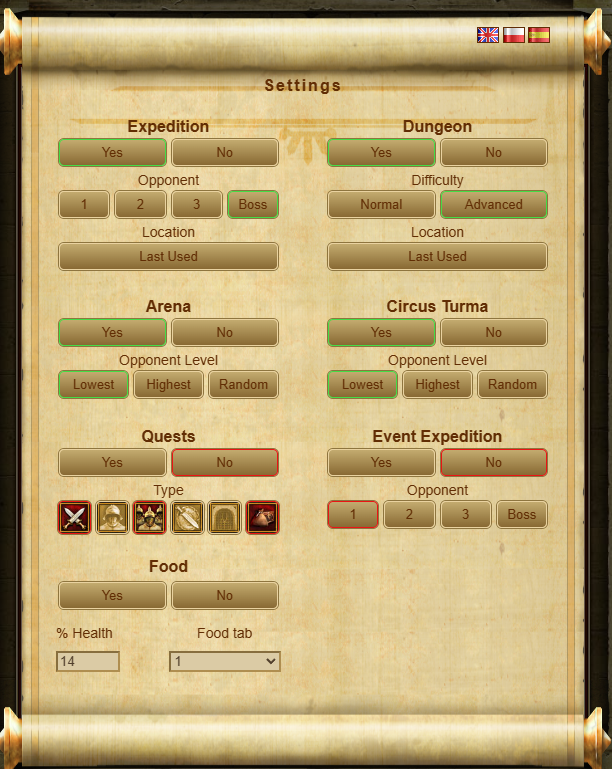 Settings
Expedition
Yes No
Opponent
1 2 3 Boss
Location
Last Used
Dungeon
Yes No
Difficulty
Normal Advanced
Location
Last Used
Arena
Yes No
Opponent Level
Lowest Highest Random
Circus Turma
Yes No
Opponent Level
Lowest Highest Random
Quests
Yes No
Type
Event Expedition
Yes No
Opponent
1 2 3 Boss
Food
Yes No
% Health Food tab
14 1